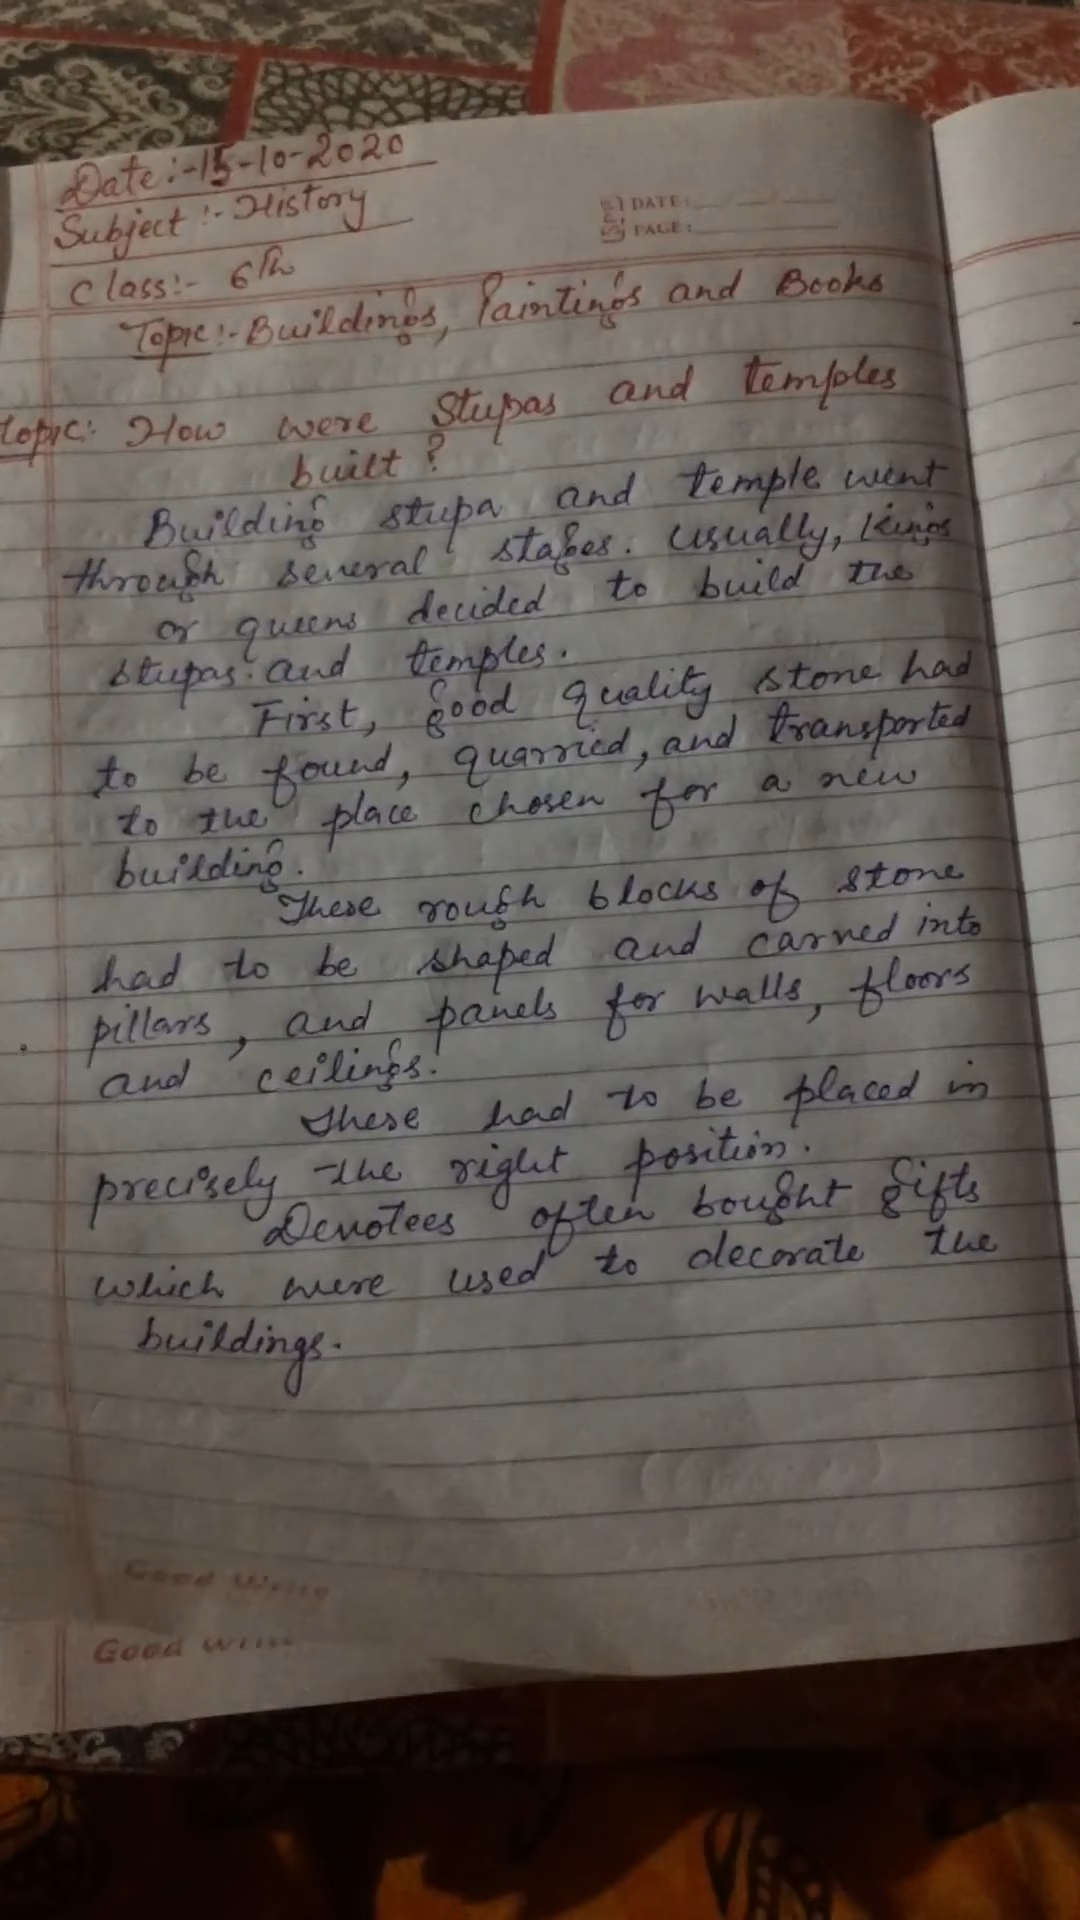 Date:-15-10-2020
Subject:- History
DATE:
PAGE:
Class:- 6th
Topic:- Buildings, Paintings and Books
Topic: How were Stupas and temples
built?
Building stupa and temple went
through several stages. Usually, Kings
or queens decided to build the
stupas and temples.
First, good quality stone had
to be found, quarried, and transported
to the place chosen for a new
building.
These rough blocks of stone
had to be shaped and carved into
pillars, and panels for walls, floors
and ceilings.
These had to be placed in
precisely the right position.
Devotees often bought gifts
which were used to decorate the
buildings.
Good Write
Good Write